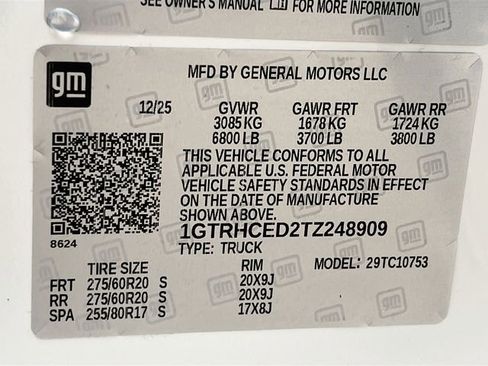 SEE OWNER'S MANUAL FOR MORE INFORMATION
gm
MFD BY GENERAL MOTORS LLC
12/25 GVWR GAWR FRT GAWR RR
3085 KG 1678 KG 1724 KG
6800 LB 3700 LB 3800 LB
THIS VEHICLE CONFORMS TO ALL
APPLICABLE U.S. FEDERAL MOTOR
VEHICLE SAFETY STANDARDS IN EFFECT
ON THE DATE OF MANUFACTURE
SHOWN ABOVE.
8624
1GTRHCED2TZ248909
TYPE: TRUCK
TIRE SIZE RIM MODEL: 29TC10753
FRT 275/60R20 S 20X9J
RR 275/60R20 S 20X9J
SPA 255/80R17 S 17X8J